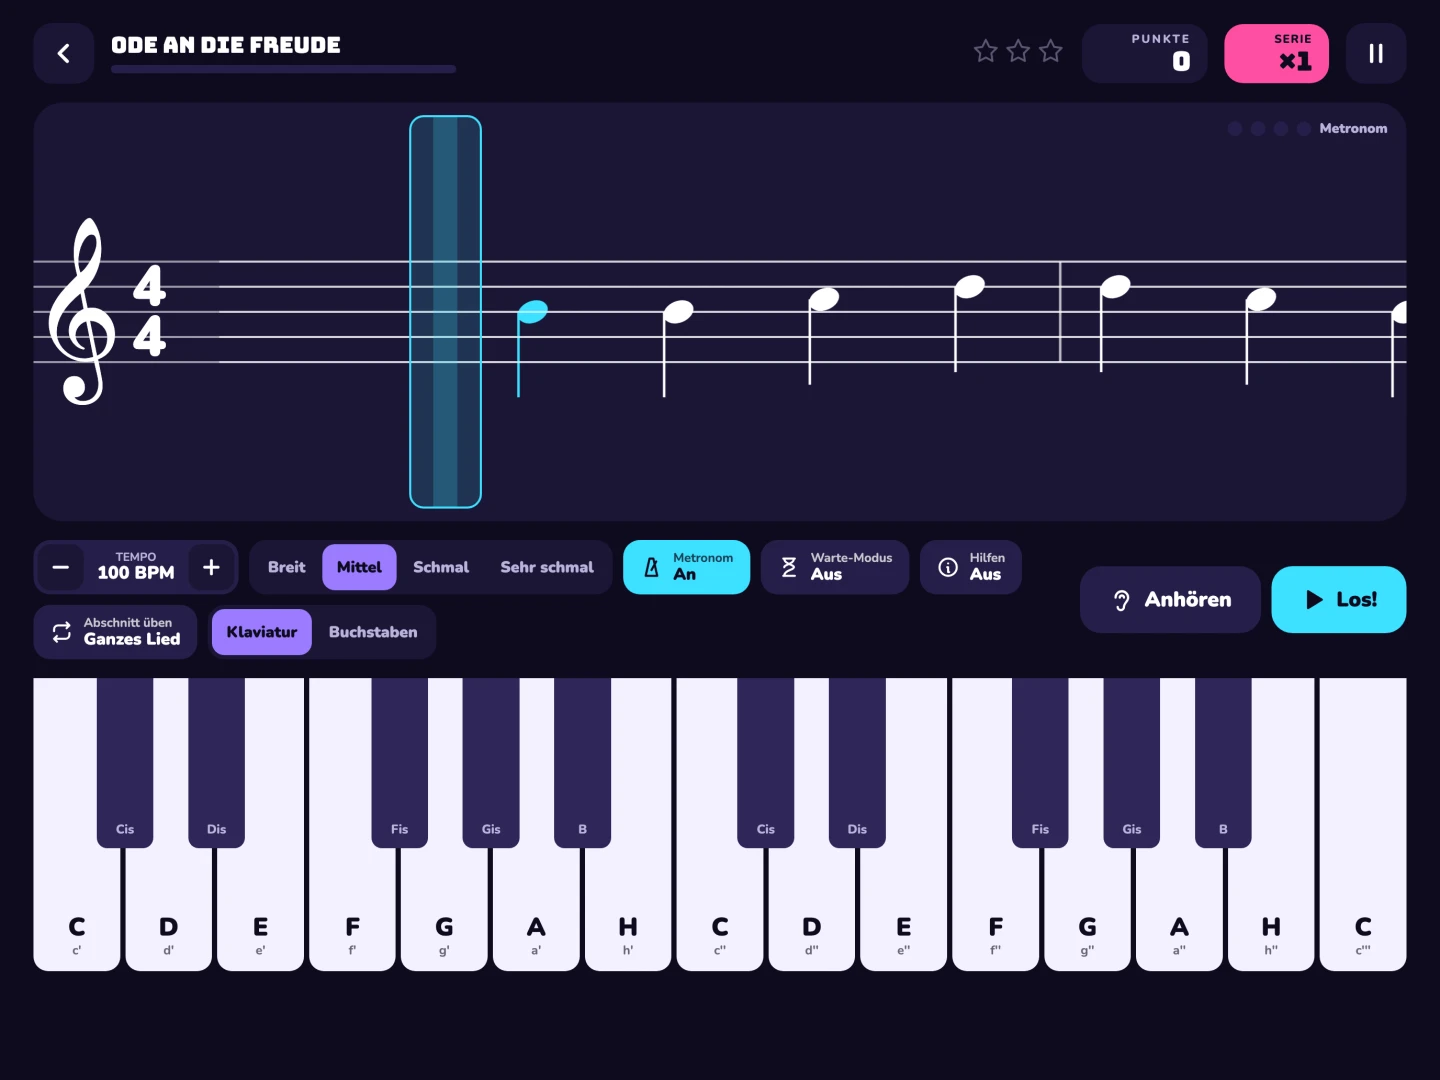 ODE AN DIE FREUDE
PUNKTE
0
SERIE
×1
Metronom
4
4
TEMPO
100 BPM
Breit
Mittel
Schmal
Sehr schmal
Metronom
An
Warte-Modus
Aus
Hilfen
Aus
Anhören
Los!
Abschnitt üben
Ganzes Lied
Klaviatur
Buchstaben
Cis Dis Fis Gis B Cis Dis Fis Gis B
C D E F G A H C D E F G A H C
c' d' e' f' g' a' h' c'' d'' e'' f'' g'' a'' h'' c'''